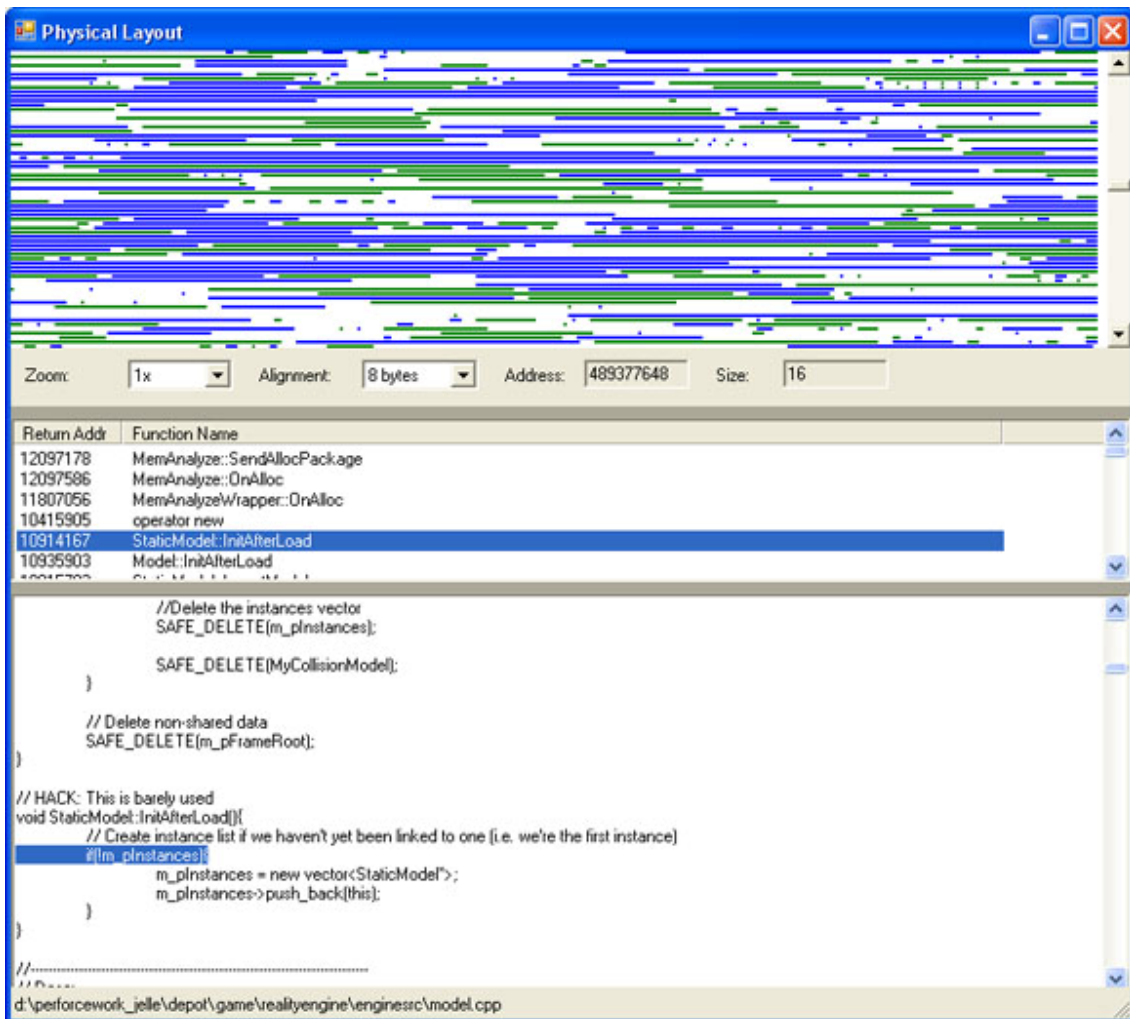 Physical Layout
Zoom: 1x Alignment: 8 bytes Address: 489377648 Size: 16
Return Addr Function Name
12097178 MemAnalyze::SendAllocPackage
12097586 MemAnalyze::OnAlloc
11807056 MemAnalyzeWrapper::OnAlloc
10415905 operator new
10914167 StaticModel::InitAfterLoad
10935903 Model::InitAfterLoad
//Delete the instances vector
SAFE_DELETE(m_pInstances);
SAFE_DELETE(MyCollisionModel);
}
// Delete non-shared data
SAFE_DELETE(m_pFrameRoot);
}
// HACK: This is barely used
void StaticModel::InitAfterLoad(){
// Create instance list if we haven't yet been linked to one (i.e. we're the first instance)
if(!m_pInstances){
m_pInstances = new vector<StaticModel*>;
m_pInstances->push_back(this);
}
}
d:\perforcework_jelle\depot\game\realityengine\enginesrc\model.cpp